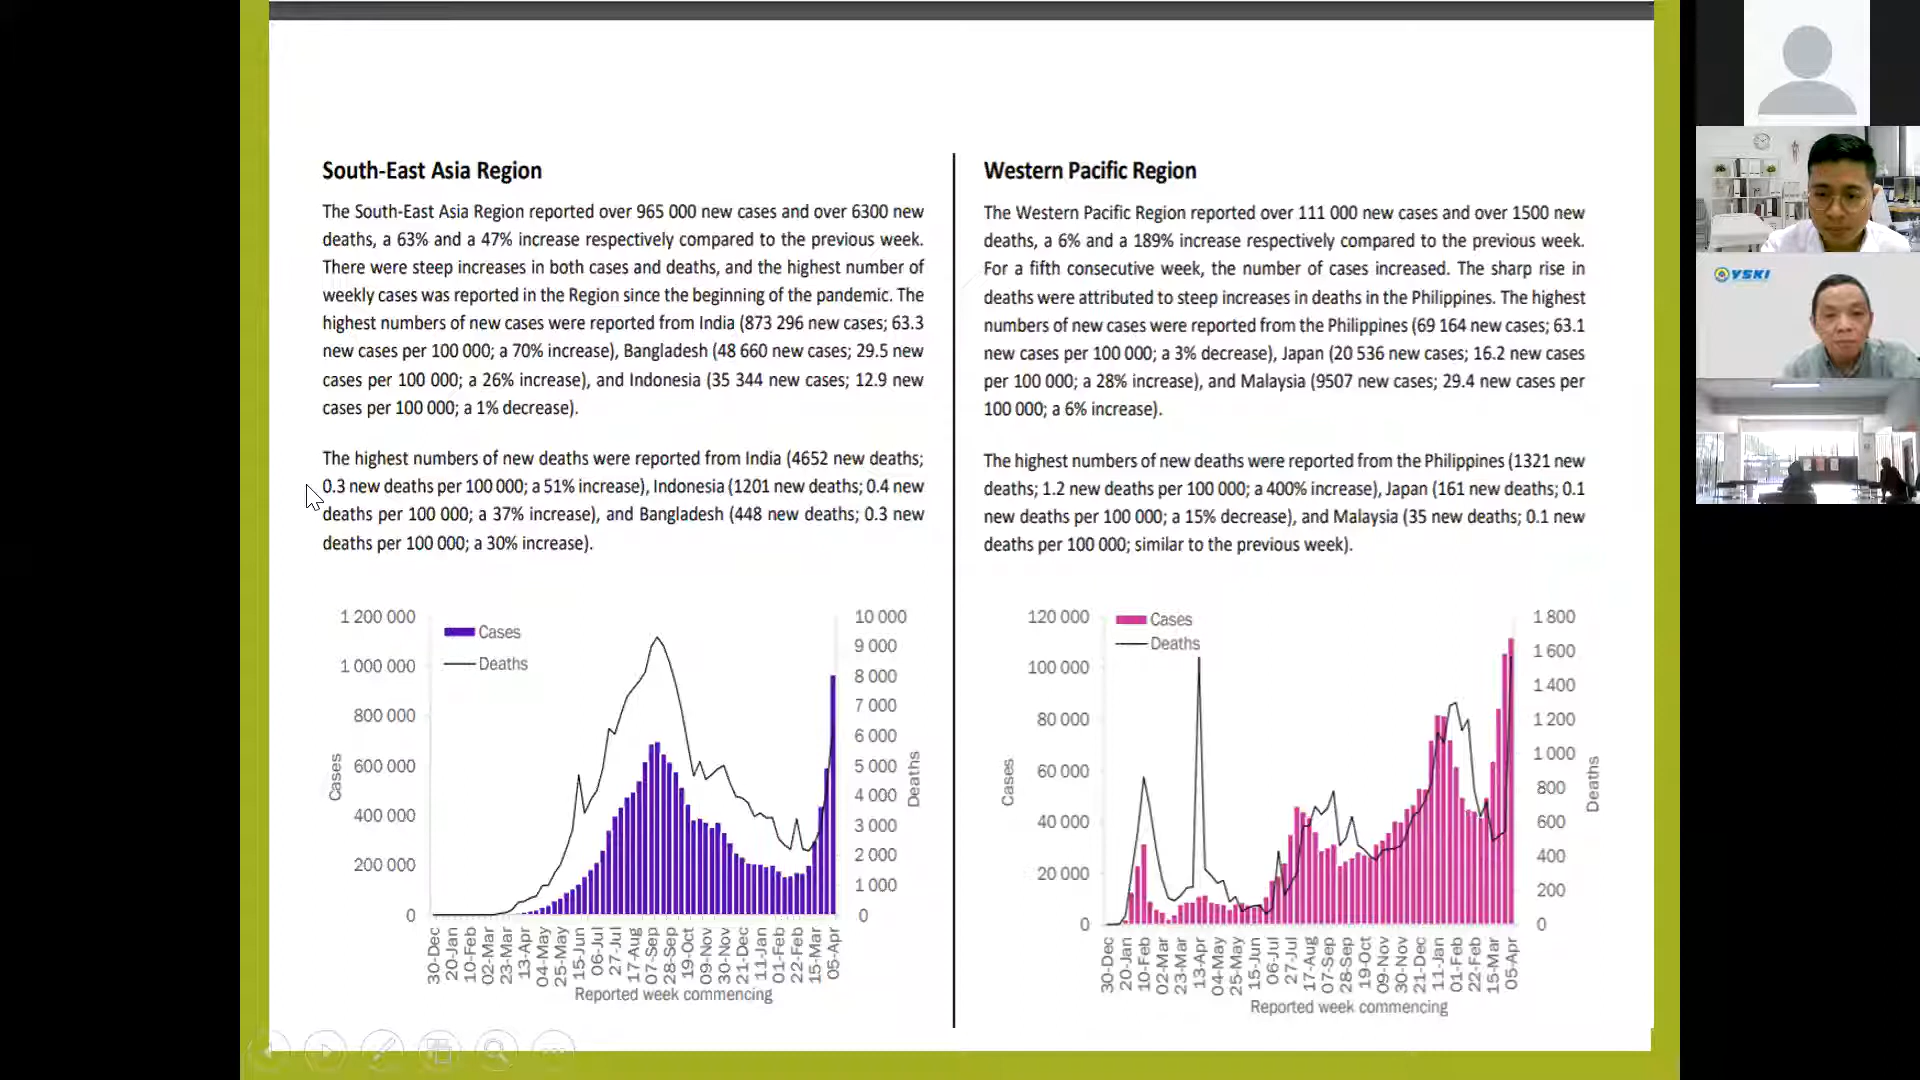 South-East Asia Region
The South-East Asia Region reported over 965 000 new cases and over 6300 new
deaths, a 63% and a 47% increase respectively compared to the previous week.
There were steep increases in both cases and deaths, and the highest number of
weekly cases was reported in the Region since the beginning of the pandemic. The
highest numbers of new cases were reported from India (873 296 new cases; 63.3
new cases per 100 000; a 70% increase), Bangladesh (48 660 new cases; 29.5 new
cases per 100 000; a 26% increase), and Indonesia (35 344 new cases; 12.9 new
cases per 100 000; a 1% decrease).
The highest numbers of new deaths were reported from India (4652 new deaths;
0.3 new deaths per 100 000; a 51% increase), Indonesia (1201 new deaths; 0.4 new
deaths per 100 000; a 37% increase), and Bangladesh (448 new deaths; 0.3 new
deaths per 100 000; a 30% increase).
1 200 000
1 000 000
800 000
600 000
400 000
200 000
0
Cases
Cases
Deaths
10 000
9 000
8 000
7 000
6 000
5 000
4 000
3 000
2 000
1 000
0
Deaths
30-Dec
20-Jan
10-Feb
02-Mar
23-Mar
13-Apr
04-May
25-May
15-Jun
06-Jul
27-Jul
17-Aug
07-Sep
28-Sep
19-Oct
09-Nov
30-Nov
21-Dec
11-Jan
01-Feb
22-Feb
15-Mar
05-Apr
Reported week commencing
Western Pacific Region
The Western Pacific Region reported over 111 000 new cases and over 1500 new
deaths, a 6% and a 189% increase respectively compared to the previous week.
For a fifth consecutive week, the number of cases increased. The sharp rise in
deaths were attributed to steep increases in deaths in the Philippines. The highest
numbers of new cases were reported from the Philippines (69 164 new cases; 63.1
new cases per 100 000; a 3% decrease), Japan (20 536 new cases; 16.2 new cases
per 100 000; a 28% increase), and Malaysia (9507 new cases; 29.4 new cases per
100 000; a 6% increase).
The highest numbers of new deaths were reported from the Philippines (1321 new
deaths; 1.2 new deaths per 100 000; a 400% increase), Japan (161 new deaths; 0.1
new deaths per 100 000; a 15% decrease), and Malaysia (35 new deaths; 0.1 new
deaths per 100 000; similar to the previous week).
120 000
100 000
80 000
60 000
40 000
20 000
0
Cases
Cases
Deaths
1 800
1 600
1 400
1 200
1 000
800
600
400
200
0
Deaths
30-Dec
20-Jan
10-Feb
02-Mar
23-Mar
13-Apr
04-May
25-May
15-Jun
06-Jul
27-Jul
17-Aug
07-Sep
28-Sep
19-Oct
09-Nov
30-Nov
21-Dec
11-Jan
01-Feb
22-Feb
15-Mar
05-Apr
Reported week commencing
YSKI